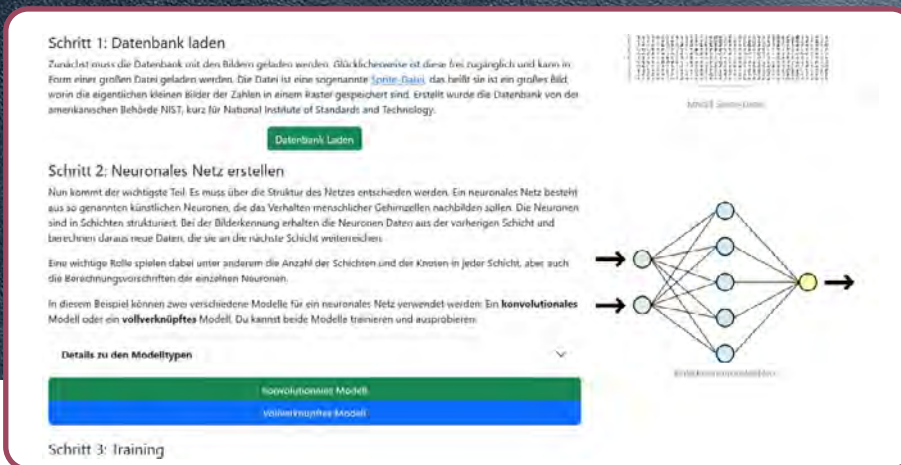 Schritt 1: Datenbank laden
Zunächst muss die Datenbank mit den Bildern geladen werden. Glücklicherweise ist diese frei zugänglich und kann in
Form einer großen Datei geladen werden. Die Datei ist eine sogenannte Sprite-Datei, das heißt sie ist ein großes Bild,
worin die eigentlichen kleinen Bilder der Zahlen in einem Raster gespeichert sind. Erstellt wurde die Datenbank von der
amerikanischen Behörde NIST, kurz für National Institute of Standards and Technology.
Datenbank Laden
MNIST Sprite-Datei
Schritt 2: Neuronales Netz erstellen
Nun kommt der wichtigste Teil: Es muss über die Struktur des Netzes entschieden werden. Ein neuronales Netz besteht
aus so genannten künstlichen Neuronen, die das Verhalten menschlicher Gehirnzellen nachbilden sollen. Die Neuronen
sind in Schichten strukturiert. Bei der Bilderkennung erhalten die Neuronen Daten aus der vorherigen Schicht und
berechnen daraus neue Daten, die sie an die nächste Schicht weiterreichen.
Eine wichtige Rolle spielen dabei unter anderem die Anzahl der Schichten und der Knoten in jeder Schicht, aber auch
die Berechnungsvorschriften der einzelnen Neuronen.
In diesem Beispiel können zwei verschiedene Modelle für ein neuronales Netz verwendet werden: Ein konvolutionales
Modell oder ein vollverknüpftes Modell. Du kannst beide Modelle trainieren und ausprobieren.
Details zu den Modelltypen
Konvolutionales Modell
Vollverknüpftes Modell
Schritt 3: Training